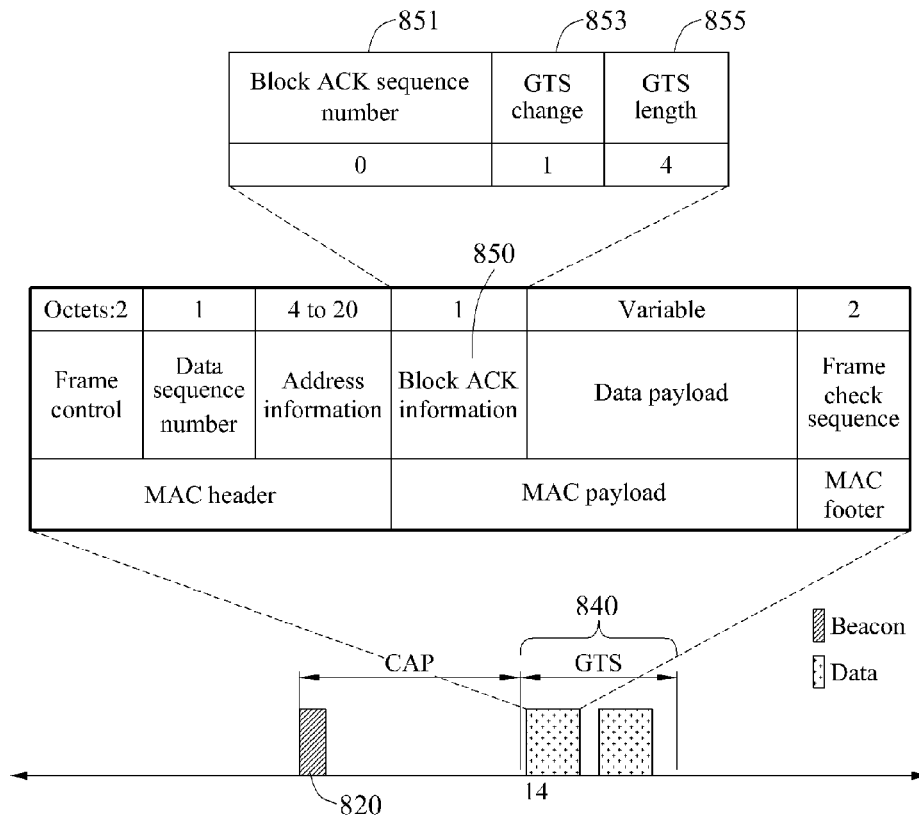 851
853
855
Block ACK sequence
number
GTS
change
GTS
length
0
1
4
850
Octets:2
1
4 to 20
1
Variable
2
Frame
control
Data
sequence
number
Address
information
Block ACK
information
Data payload
Frame
check
sequence
MAC header
MAC payload
MAC
footer
840
CAP
GTS
Beacon
Data
820
14